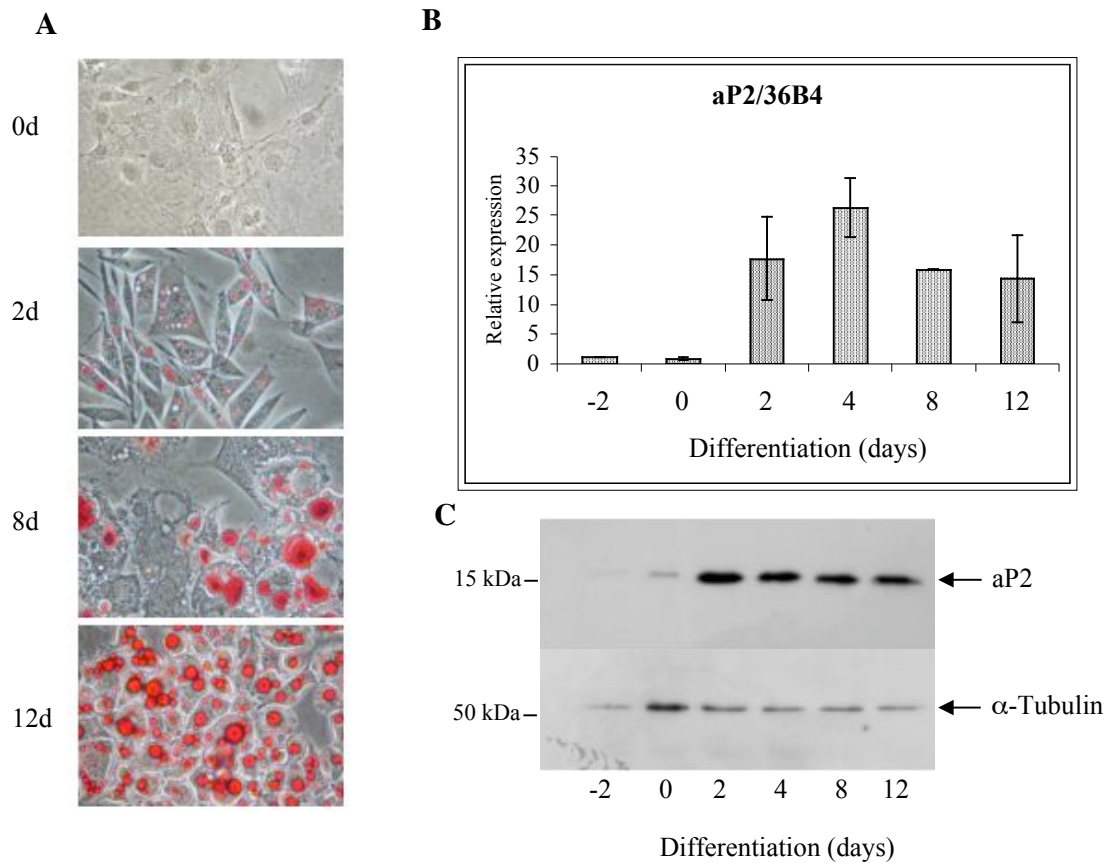 A
0d
2d
8d
12d
B
aP2/36B4
Relative expression
35
30
25
20
15
10
5
0
-2 0 2 4 8 12
Differentiation (days)
C
15 kDa
aP2
50 kDa
α-Tubulin
-2 0 2 4 8 12
Differentiation (days)